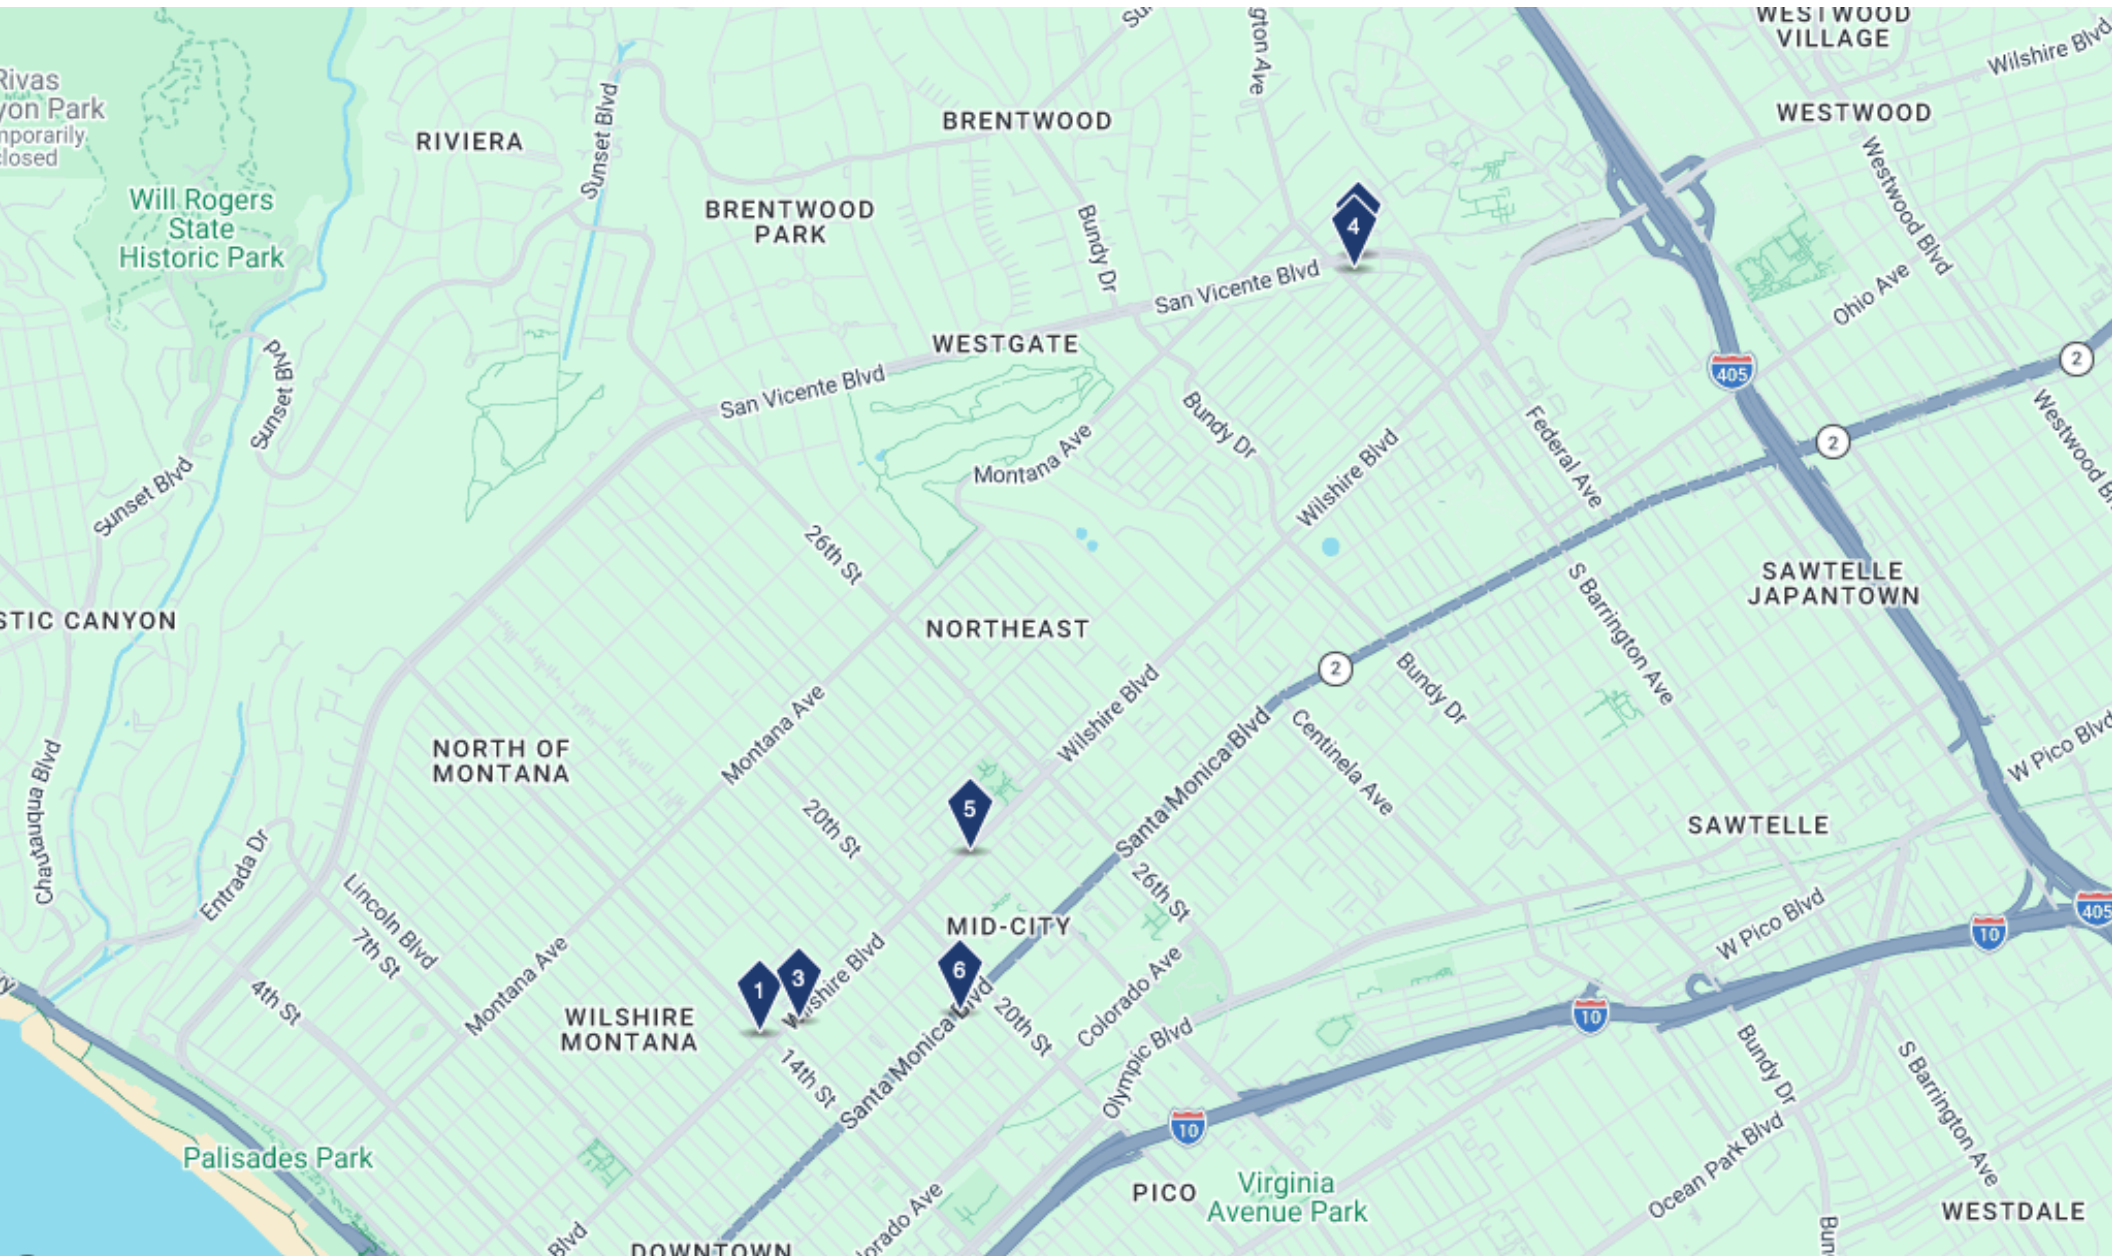 WESTWOOD
VILLAGE
Wilshire Blvd
Rivas
yon Park
mporarily
closed
Will Rogers
State
Historic Park
RIVIERA
Sunset Blvd
BRENTWOOD
WESTWOOD
Westwood Blvd
BRENTWOOD
PARK
Bundy Dr
4
San Vicente Blvd
Ohio Ave
WESTGATE
405
2
Sunset Blvd
San Vicente Blvd
Bundy Dr
Montana Ave
Wilshire Blvd
Federal Ave
2
Sunset Blvd
26th St
SAWTELLE
JAPANTOWN
STIC CANYON
NORTHEAST
S Barrington Ave
2
Bundy Dr
Wilshire Blvd
Montana Ave
Santa Monica Blvd
Centinela Ave
W Pico Blvd
NORTH OF
MONTANA
Chautauqua Blvd
5
20th St
SAWTELLE
Entrada Dr
Lincoln Blvd
7th St
4th St
26th St
MID-CITY
W Pico Blvd
405
10
Montana Ave
1
3
Wilshire Blvd
6
Santa Monica Blvd
20th St
Colorado Ave
Olympic Blvd
10
WILSHIRE
MONTANA
14th St
10
Bundy Dr
S Barrington Ave
Ocean Park Blvd
Palisades Park
PICO
Virginia
Avenue Park
WESTDALE
Blvd
DOWNTOWN